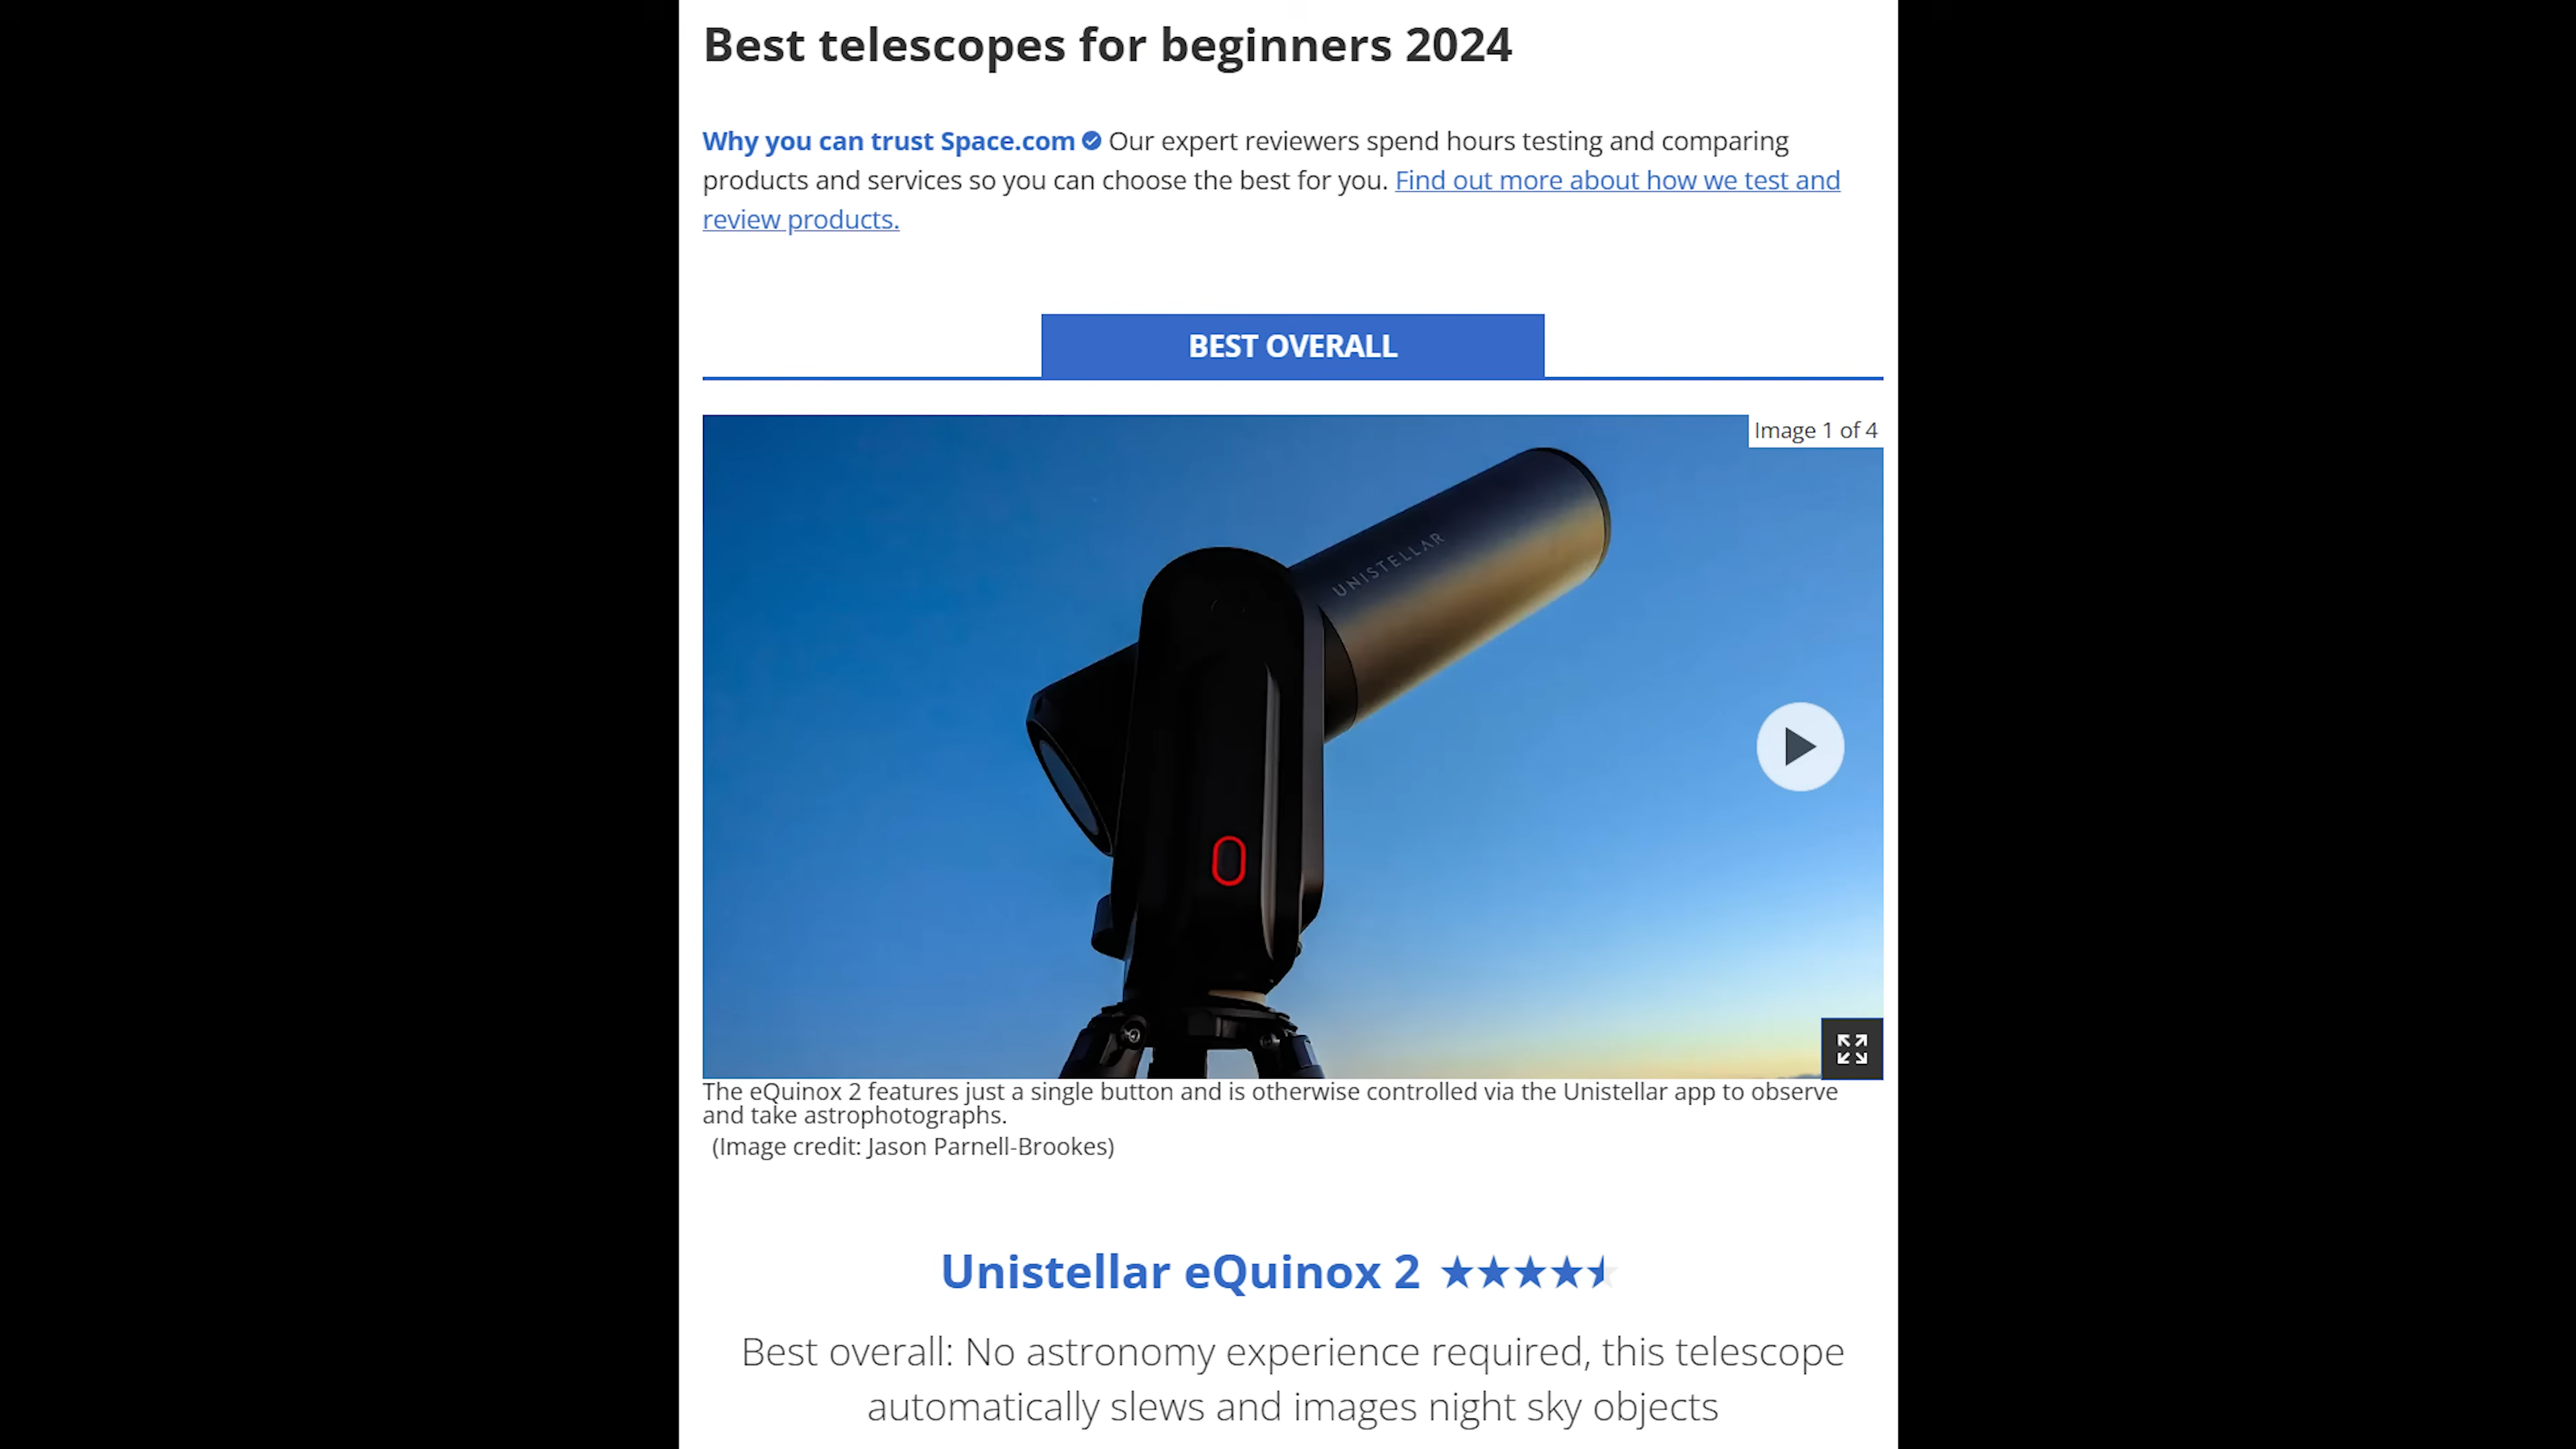 Best telescopes for beginners 2024
Why you can trust Space.com Our expert reviewers spend hours testing and comparing
products and services so you can choose the best for you. Find out more about how we test and
review products.
BEST OVERALL
Image 1 of 4
UNISTELLAR
The eQuinox 2 features just a single button and is otherwise controlled via the Unistellar app to observe
and take astrophotographs.
(Image credit: Jason Parnell-Brookes)
Unistellar eQuinox 2
Best overall: No astronomy experience required, this telescope
automatically slews and images night sky objects